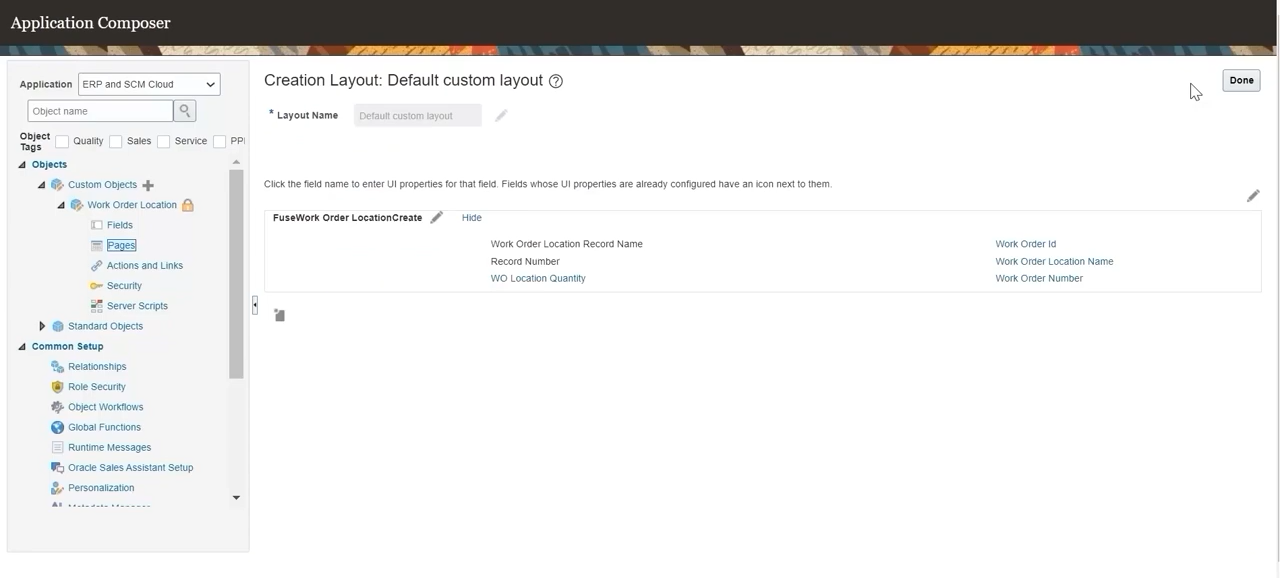 Application Composer
Application ERP and SCM Cloud
Object name
Object Tags Quality Sales Service
Objects
Custom Objects
Work Order Location
Fields
Pages
Actions and Links
Security
Server Scripts
Standard Objects
Common Setup
Relationships
Role Security
Object Workflows
Global Functions
Runtime Messages
Oracle Sales Assistant Setup
Personalization
Creation Layout: Default custom layout ?
Done
* Layout Name Default custom layout
Click the field name to enter UI properties for that field. Fields whose UI properties are already configured have an icon next to them.
FuseWork Order LocationCreate Hide
Work Order Location Record Name Work Order Id
Record Number Work Order Location Name
WO Location Quantity Work Order Number